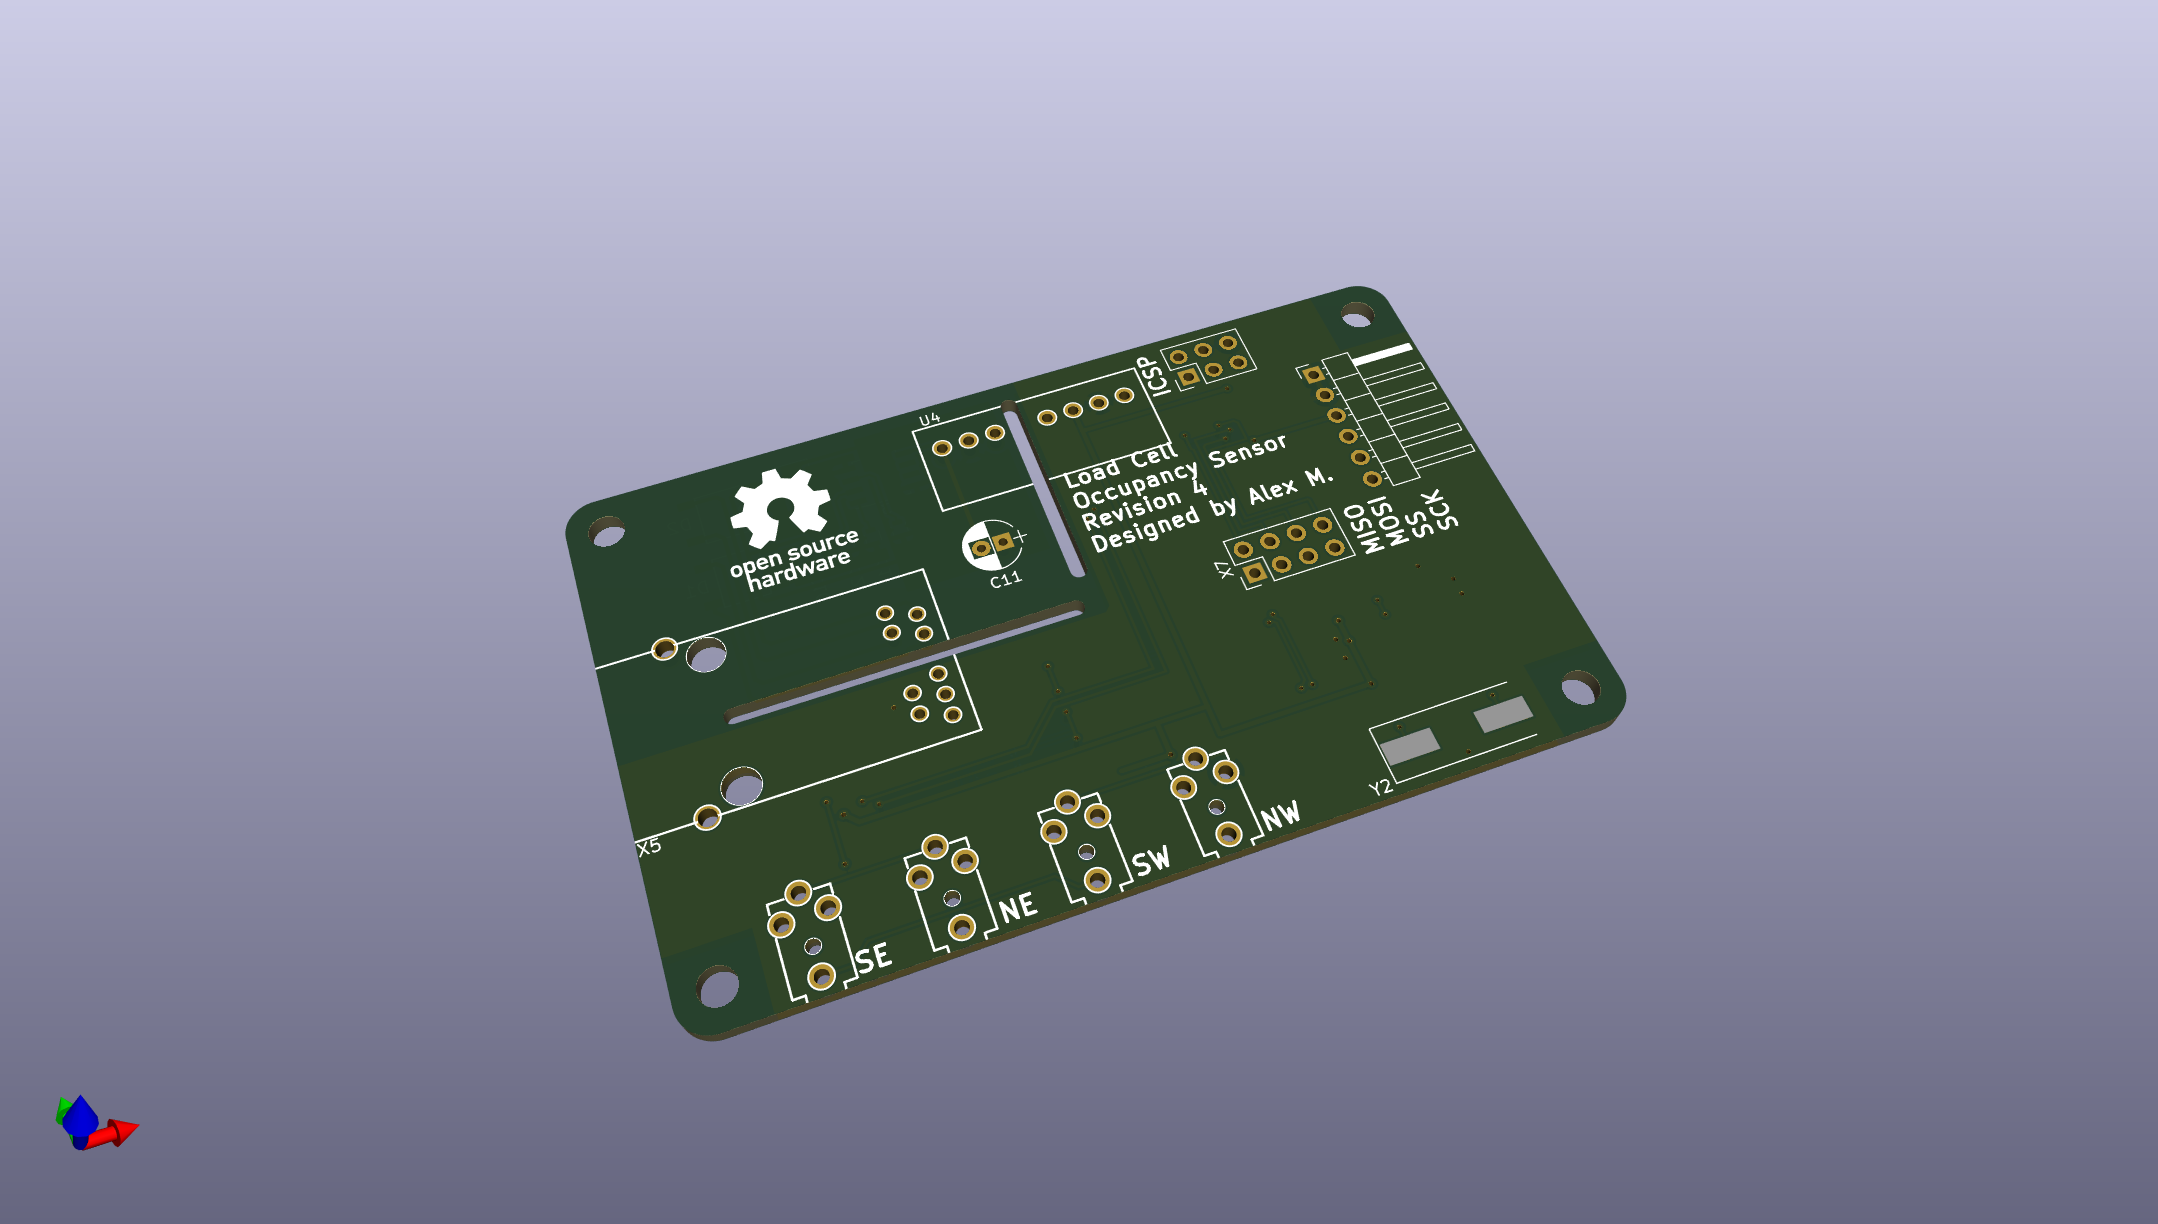 ICSP
U4
Load Cell
Occupancy Sensor
Revision 4
Designed by Alex M.
open source
hardware
+
C11
MISO
MOSI
SS
SCK
X7
X5
Y2
NW
SW
NE
SE